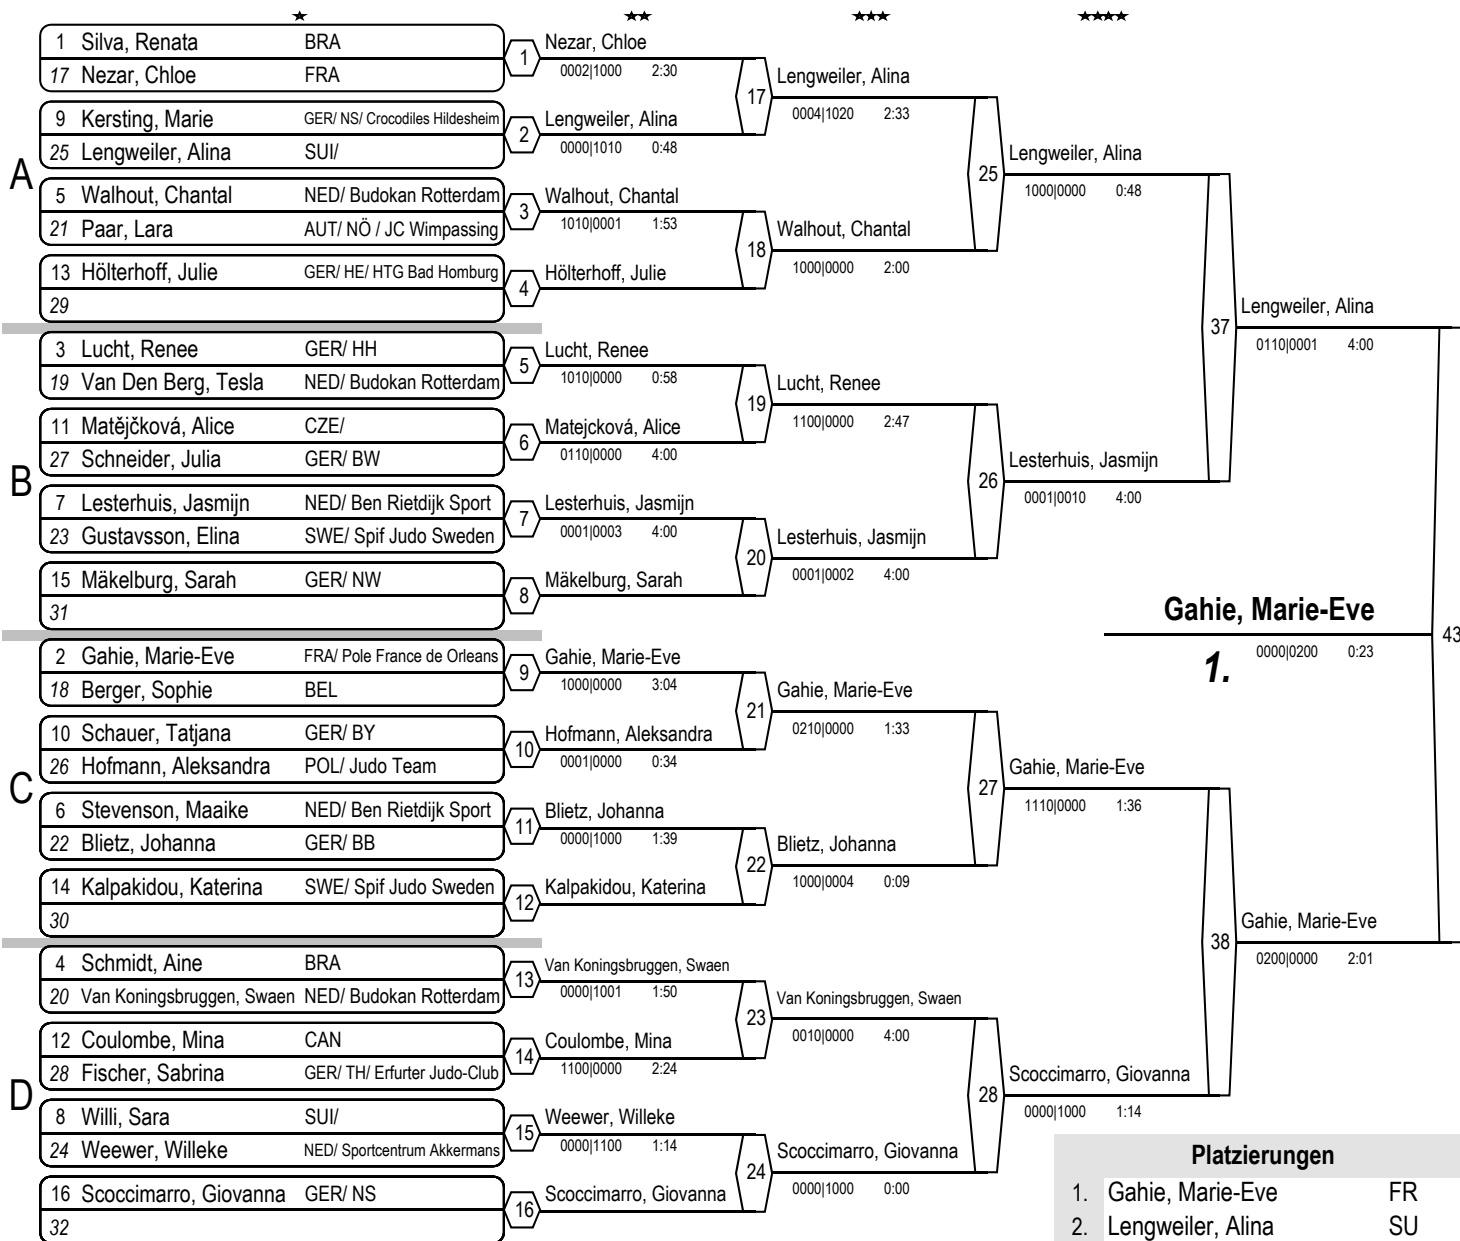 1 Silva, Renata BRA
17 Nezar, Chloe FRA
9 Kersting, Marie GER/ NS/ Crocodiles Hildesheim
25 Lengweiler, Alina SUI/
A
5 Walhout, Chantal NED/ Budokan Rotterdam
21 Paar, Lara AUT/ NÖ / JC Wimpassing
13 Hölterhoff, Julie GER/ HE/ HTG Bad Homburg
29
3 Lucht, Renee GER/ HH
19 Van Den Berg, Tesla NED/ Budokan Rotterdam
11 Matějčková, Alice CZE/
27 Schneider, Julia GER/ BW
B
7 Lesterhuis, Jasmijn NED/ Ben Rietdijk Sport
23 Gustavsson, Elina SWE/ Spif Judo Sweden
15 Mäkelburg, Sarah GER/ NW
31
2 Gahie, Marie-Eve FRA/ Pole France de Orleans
18 Berger, Sophie BEL
10 Schauer, Tatjana GER/ BY
26 Hofmann, Aleksandra POL/ Judo Team
C
6 Stevenson, Maaike NED/ Ben Rietdijk Sport
22 Blietz, Johanna GER/ BB
14 Kalpakidou, Katerina SWE/ Spif Judo Sweden
30
4 Schmidt, Aine BRA
20 Van Koningsbruggen, Swaen NED/ Budokan Rotterdam
12 Coulombe, Mina CAN
28 Fischer, Sabrina GER/ TH/ Erfurter Judo-Club
D
8 Willi, Sara SUI/
24 Weewer, Willeke NED/ Sportcentrum Akkermans
16 Scoccimarro, Giovanna GER/ NS
32
1 Nezar, Chloe
0002|1000 2:30
2 Lengweiler, Alina
0000|1010 0:48
3 Walhout, Chantal
1010|0001 1:53
4 Hölterhoff, Julie
5 Lucht, Renee
1010|0000 0:58
6 Matejcková, Alice
0110|0000 4:00
7 Lesterhuis, Jasmijn
0001|0003 4:00
8 Mäkelburg, Sarah
9 Gahie, Marie-Eve
1000|0000 3:04
10 Hofmann, Aleksandra
0001|0000 0:34
11 Blietz, Johanna
0000|1000 1:39
12 Kalpakidou, Katerina
13 Van Koningsbruggen, Swaen
0000|1001 1:50
14 Coulombe, Mina
1100|0000 2:24
15 Weewer, Willeke
0000|1100 1:14
16 Scoccimarro, Giovanna
17 Lengweiler, Alina
0004|1020 2:33
18 Walhout, Chantal
1000|0000 2:00
19 Lucht, Renee
1100|0000 2:47
20 Lesterhuis, Jasmijn
0001|0002 4:00
21 Gahie, Marie-Eve
0210|0000 1:33
22 Blietz, Johanna
1000|0004 0:09
23 Van Koningsbruggen, Swaen
0010|0000 4:00
24 Scoccimarro, Giovanna
0000|1000 0:00
25 Lengweiler, Alina
1000|0000 0:48
26 Lesterhuis, Jasmijn
0001|0010 4:00
27 Gahie, Marie-Eve
1110|0000 1:36
28 Scoccimarro, Giovanna
0000|1000 1:14
37 Lengweiler, Alina
0110|0001 4:00
38 Gahie, Marie-Eve
0200|0000 2:01
Gahie, Marie-Eve 43
1. 0000|0200 0:23
Platzierungen
1. Gahie, Marie-Eve FR
2. Lengweiler, Alina SU